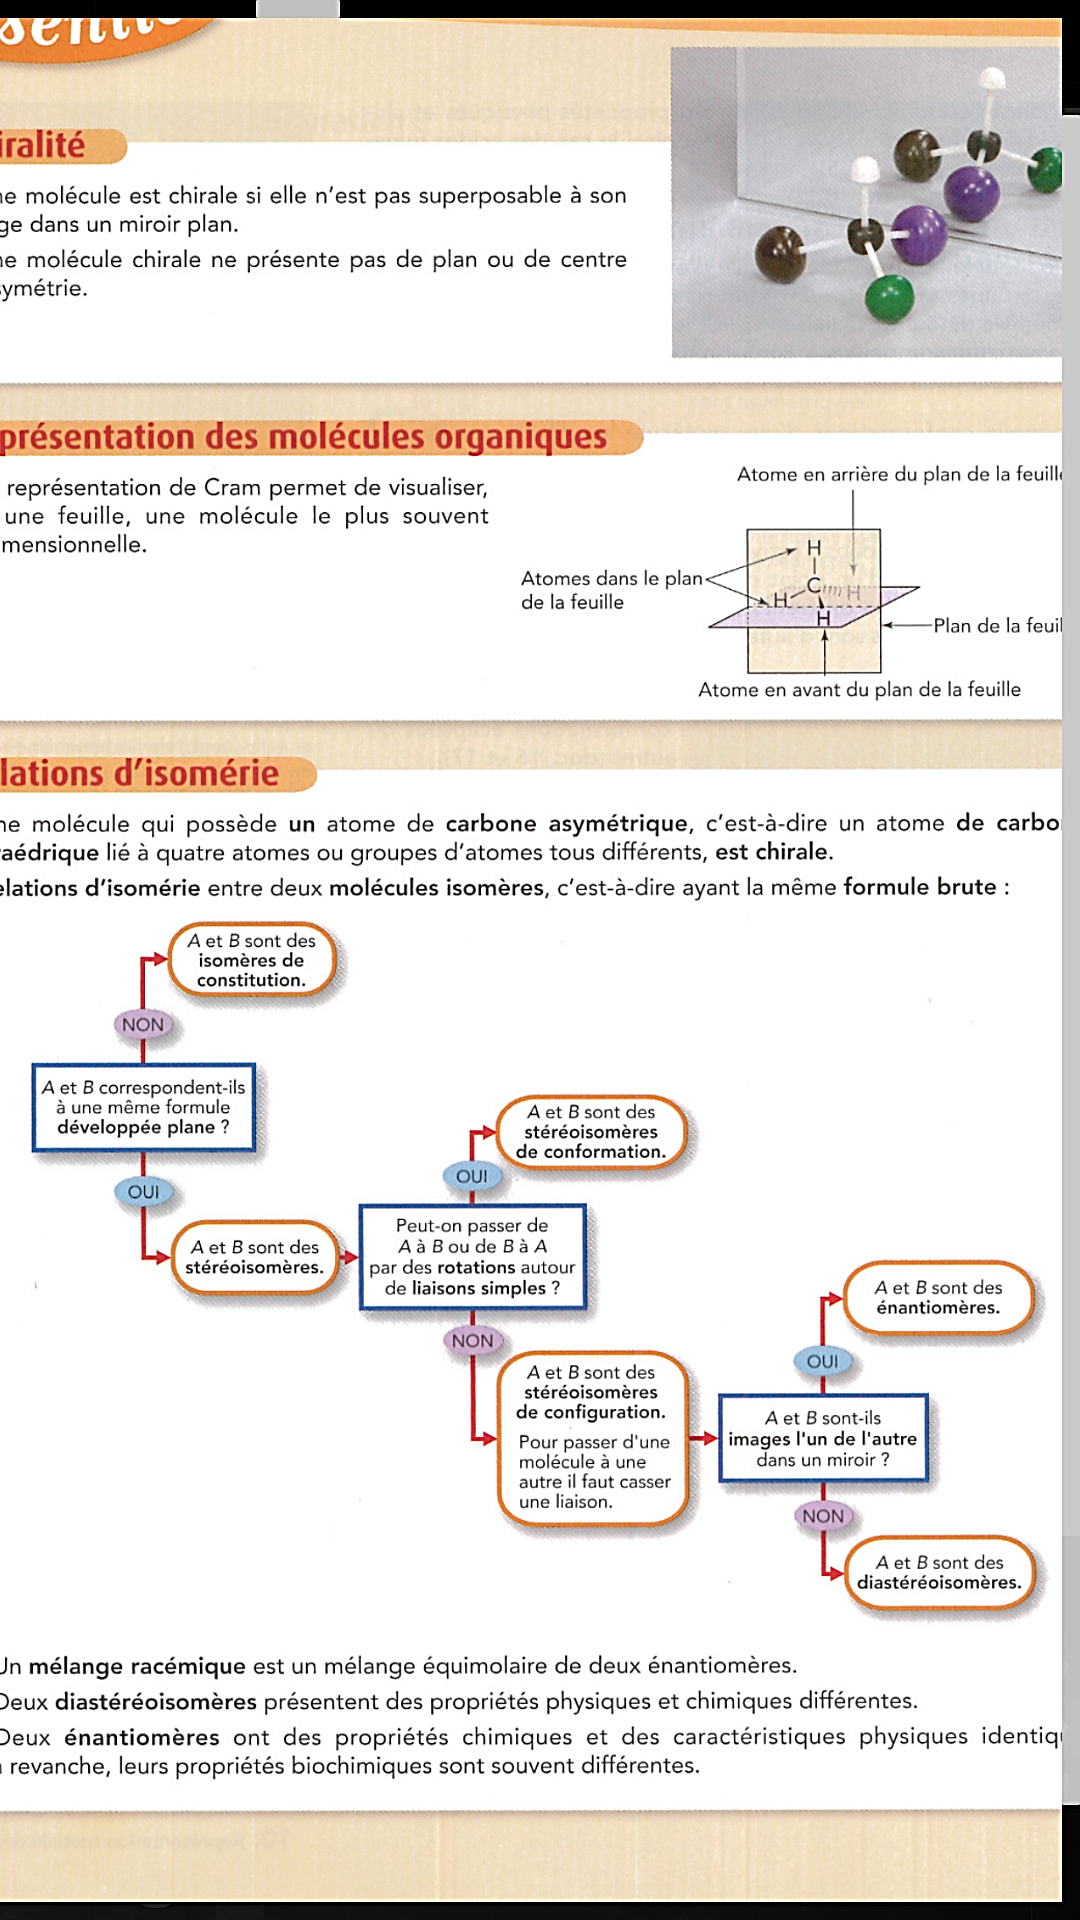 iralité
ne molécule est chirale si elle n'est pas superposable à son
ge dans un miroir plan.
ne molécule chirale ne présente pas de plan ou de centre
symétrie.
présentation des molécules organiques
représentation de Cram permet de visualiser,
une feuille, une molécule le plus souvent
mensionnelle.
Atome en arrière du plan de la feuille
Atomes dans le plan
de la feuille
H
C
H
H
H
Plan de la feuil
Atome en avant du plan de la feuille
lations d'isomérie
ne molécule qui possède un atome de carbone asymétrique, c'est-à-dire un atome de carbo
raédrique lié à quatre atomes ou groupes d'atomes tous différents, est chirale.
elations d'isomérie entre deux molécules isomères, c'est-à-dire ayant la même formule brute :
A et B sont des
isomères de
constitution.
NON
A et B correspondent-ils
à une même formule
développée plane ?
OUI
A et B sont des
stéréoisomères.
A et B sont des
stéréoisomères
de conformation.
OUI
Peut-on passer de
A à B ou de B à A
par des rotations autour
de liaisons simples ?
NON
A et B sont des
stéréoisomères
de configuration.
Pour passer d'une
molécule à une
autre il faut casser
une liaison.
A et B sont des
énantiomères.
OUI
A et B sont-ils
images l'un de l'autre
dans un miroir ?
NON
A et B sont des
diastéréoisomères.
Un mélange racémique est un mélange équimolaire de deux énantiomères.
Deux diastéréoisomères présentent des propriétés physiques et chimiques différentes.
Deux énantiomères ont des propriétés chimiques et des caractéristiques physiques identiq
revanche, leurs propriétés biochimiques sont souvent différentes.